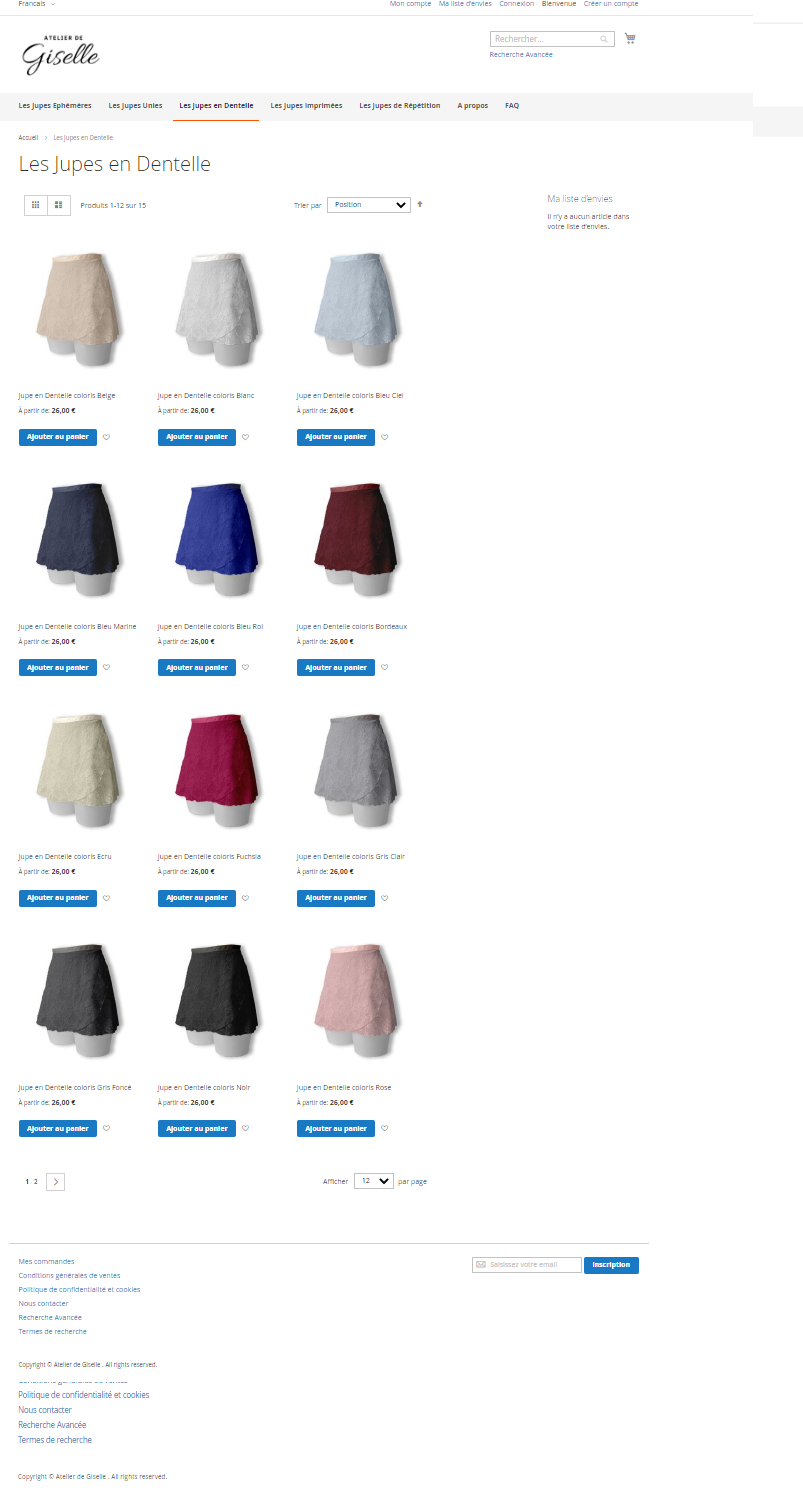 Français
Mon compte Ma liste d'envies Connexion Bienvenue Créer un compte
ATELIER DE
Giselle
Rechercher...
Recherche Avancée
Les Jupes Ephémères Les Jupes Unies Les Jupes en Dentelle Les Jupes Imprimées Les Jupes de Répétition A propos FAQ
Accueil > Les Jupes en Dentelle
Les Jupes en Dentelle
Produits 1-12 sur 15
Trier par Position
Ma liste d'envies
Il n'y a aucun article dans
votre liste d'envies.
Jupe en Dentelle coloris Beige Jupe en Dentelle coloris Blanc Jupe en Dentelle coloris Bleu Ciel
À partir de: 26,00 € À partir de: 26,00 € À partir de: 26,00 €
Ajouter au panier Ajouter au panier Ajouter au panier
Jupe en Dentelle coloris Bleu Marine Jupe en Dentelle coloris Bleu Roi Jupe en Dentelle coloris Bordeaux
À partir de: 26,00 € À partir de: 26,00 € À partir de: 26,00 €
Ajouter au panier Ajouter au panier Ajouter au panier
Jupe en Dentelle coloris Ecru Jupe en Dentelle coloris Fuchsia Jupe en Dentelle coloris Gris Clair
À partir de: 26,00 € À partir de: 26,00 € À partir de: 26,00 €
Ajouter au panier Ajouter au panier Ajouter au panier
Jupe en Dentelle coloris Gris Foncé Jupe en Dentelle coloris Noir Jupe en Dentelle coloris Rose
À partir de: 26,00 € À partir de: 26,00 € À partir de: 26,00 €
Ajouter au panier Ajouter au panier Ajouter au panier
1 2
Afficher 12 par page
Mes commandes
Conditions générales de ventes
Politique de confidentialité et cookies
Nous contacter
Recherche Avancée
Termes de recherche
Saisissez votre email
Inscription
Copyright © Atelier de Giselle . All rights reserved.
Conditions générales de ventes
Politique de confidentialité et cookies
Nous contacter
Recherche Avancée
Termes de recherche
Copyright © Atelier de Giselle . All rights reserved.